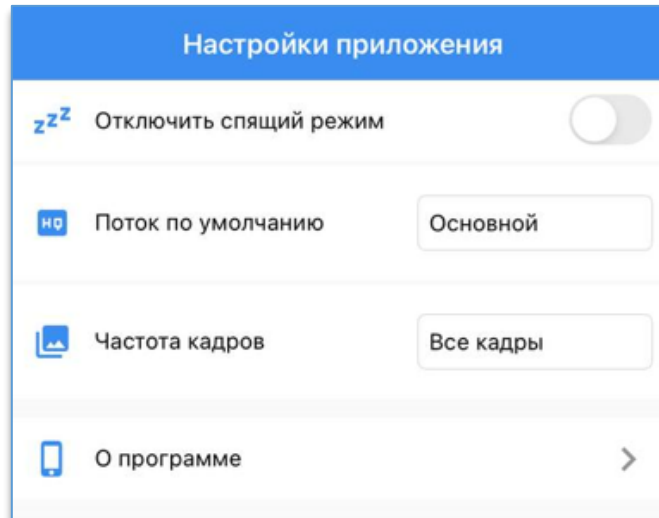 Настройки приложения
zzz Отключить спящий режим
HQ Поток по умолчанию Основной
Частота кадров Все кадры
О программе